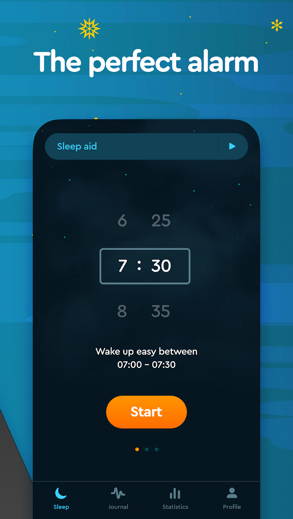 The perfect alarm
Sleep aid
6 25
7 : 30
8 35
Wake up easy between
07:00 – 07:30
Start
Sleep Journal Statistics Profile